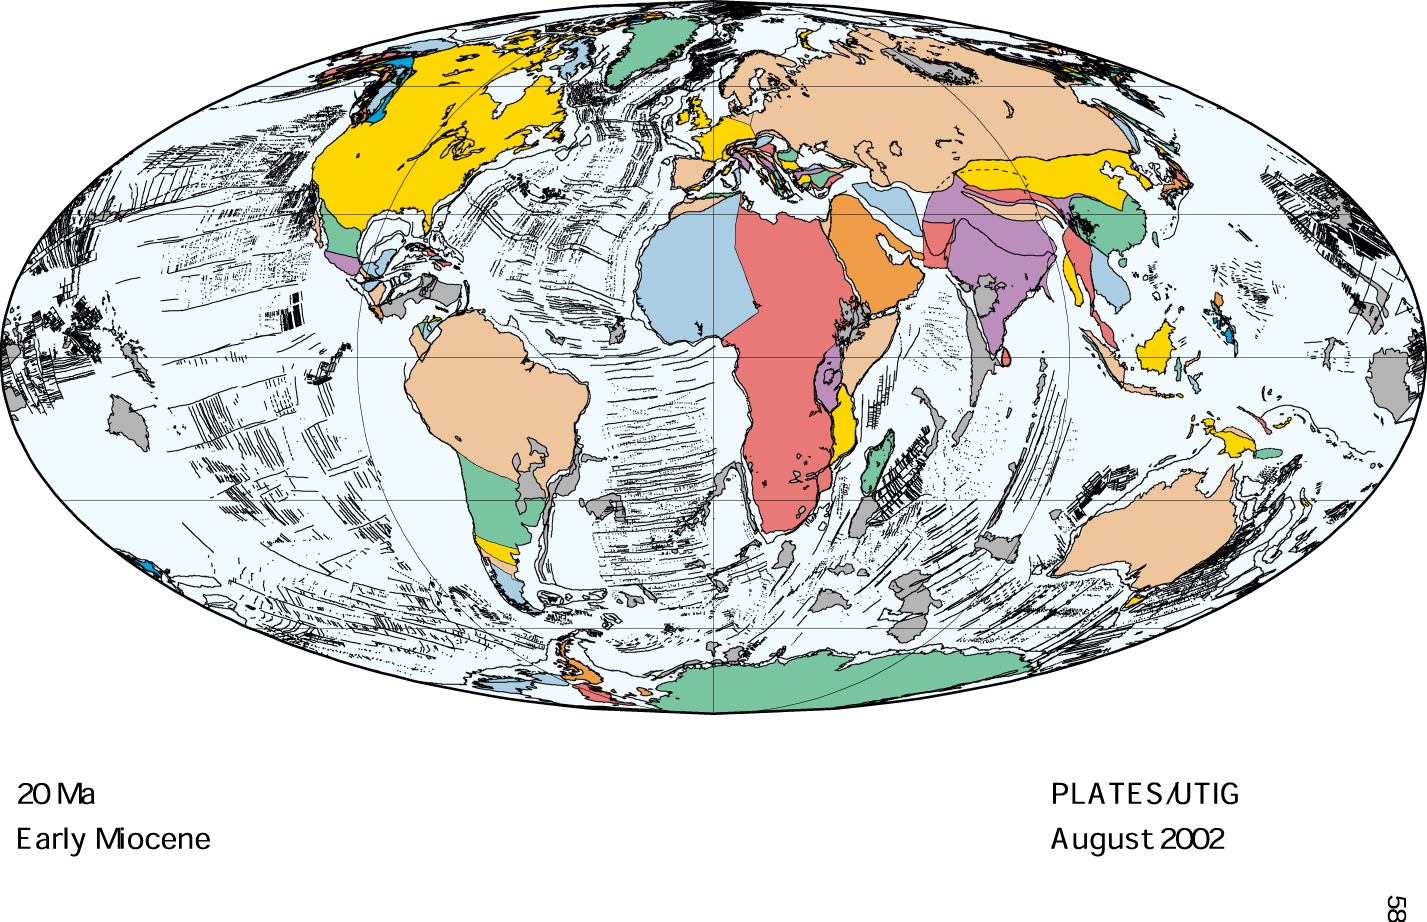 20 Ma
Early Miocene
PLATES/UTIG
August 2002
58